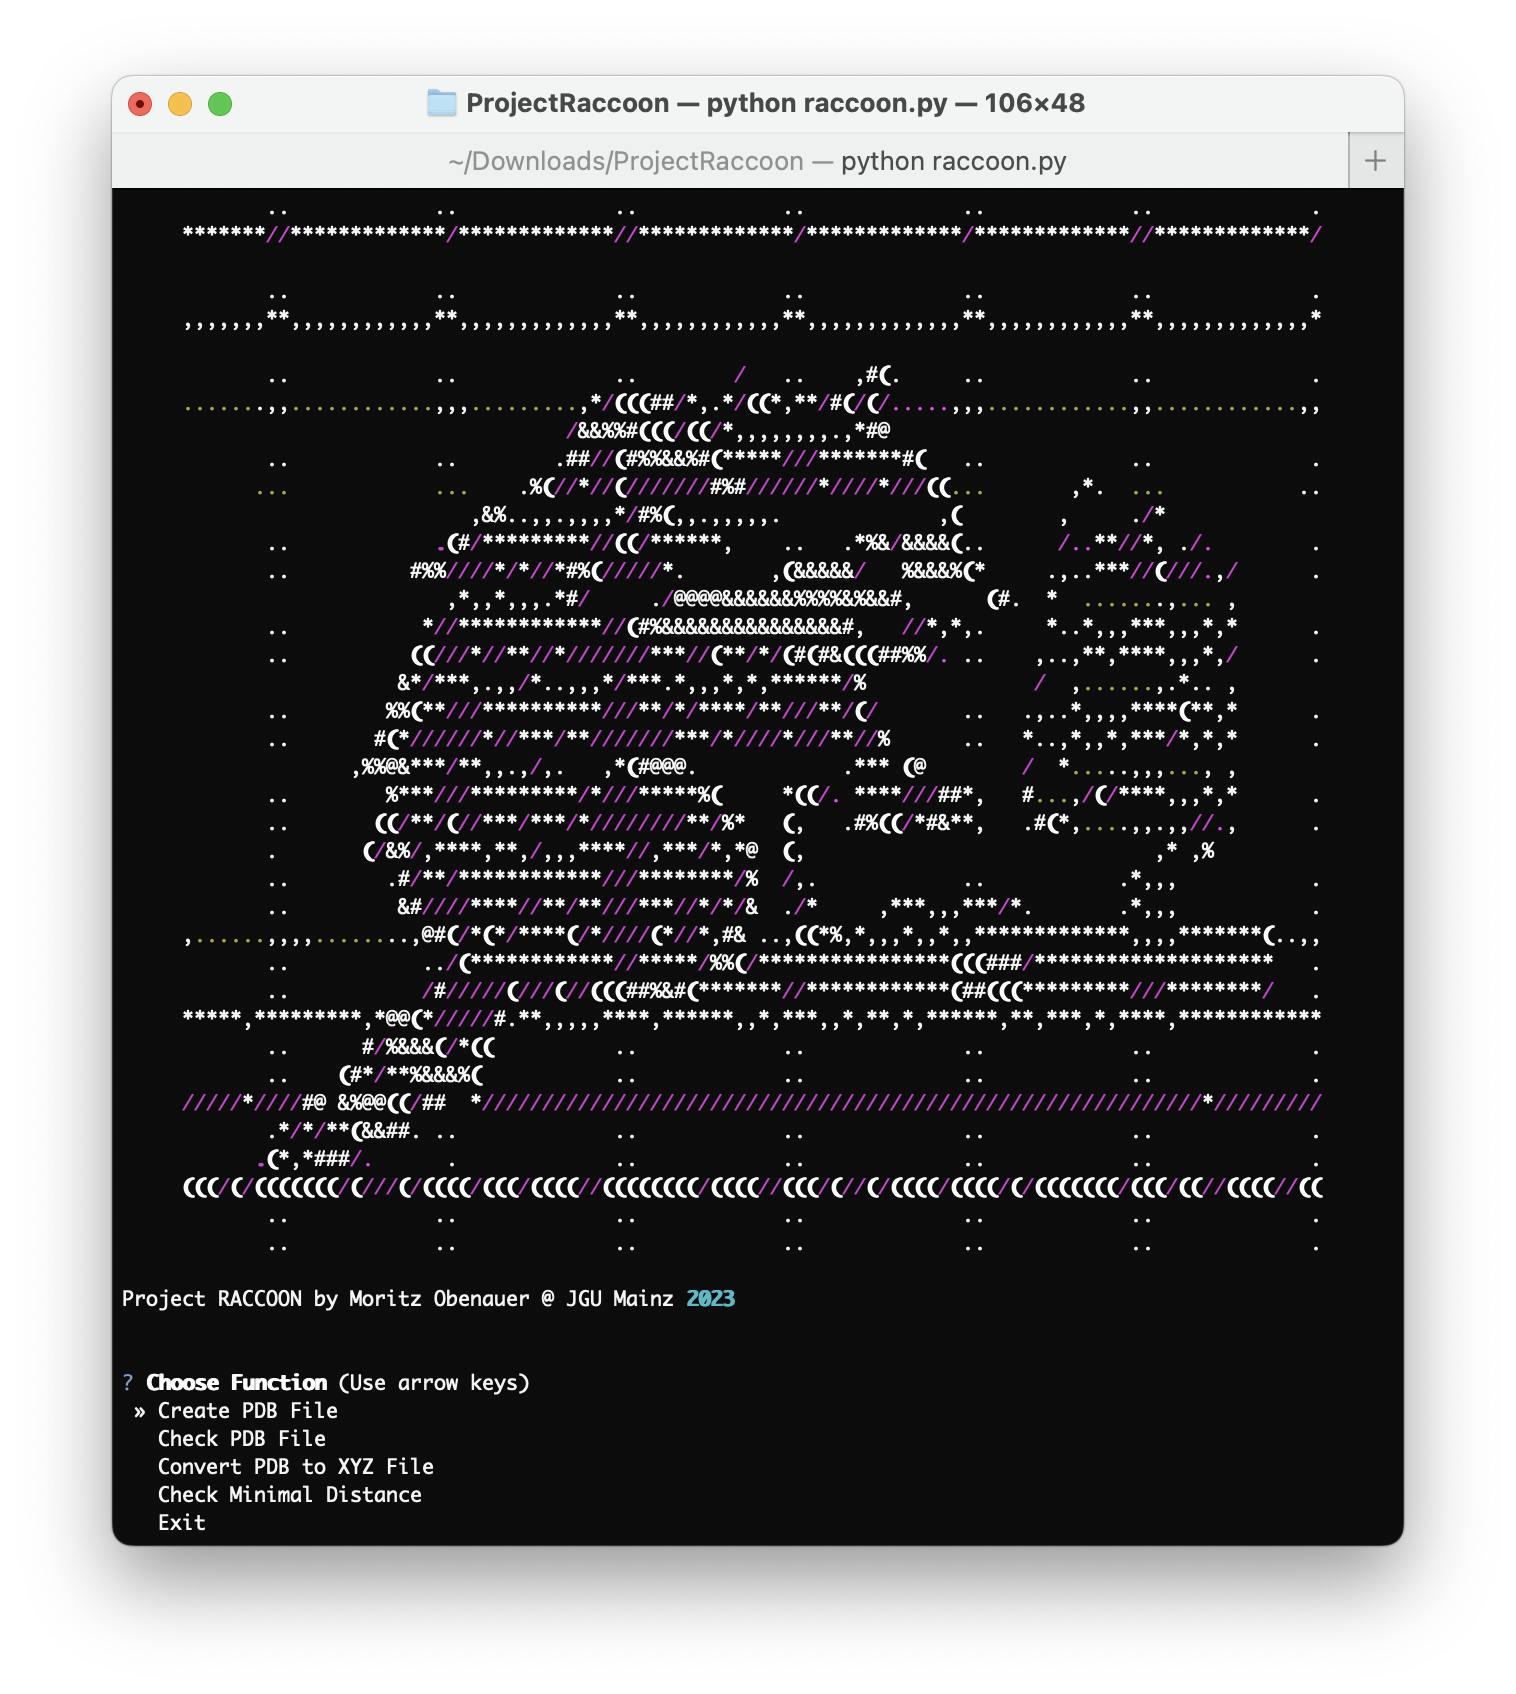 ProjectRaccoon — python raccoon.py — 106×48
~/Downloads/ProjectRaccoon — python raccoon.py
Project RACCOON by Moritz Obenauer @ JGU Mainz 2023
? Choose Function (Use arrow keys)
» Create PDB File
Check PDB File
Convert PDB to XYZ File
Check Minimal Distance
Exit